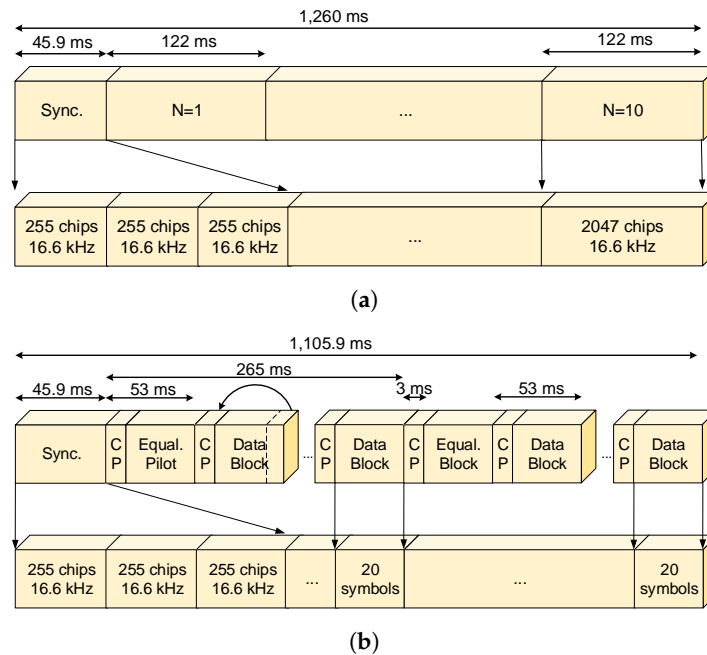 1,260 ms
45.9 ms
122 ms
122 ms
Sync.
N=1
...
N=10
255 chips
16.6 kHz
255 chips
16.6 kHz
255 chips
16.6 kHz
...
2047 chips
16.6 kHz
(a)
1,105.9 ms
265 ms
45.9 ms
53 ms
3 ms
53 ms
Sync.
C
P
Equal.
Pilot
C
P
Data
Block
...
C
P
Data
Block
C
P
Equal.
Block
C
P
Data
Block
...
C
P
Data
Block
255 chips
16.6 kHz
255 chips
16.6 kHz
255 chips
16.6 kHz
...
20
symbols
...
20
symbols
(b)